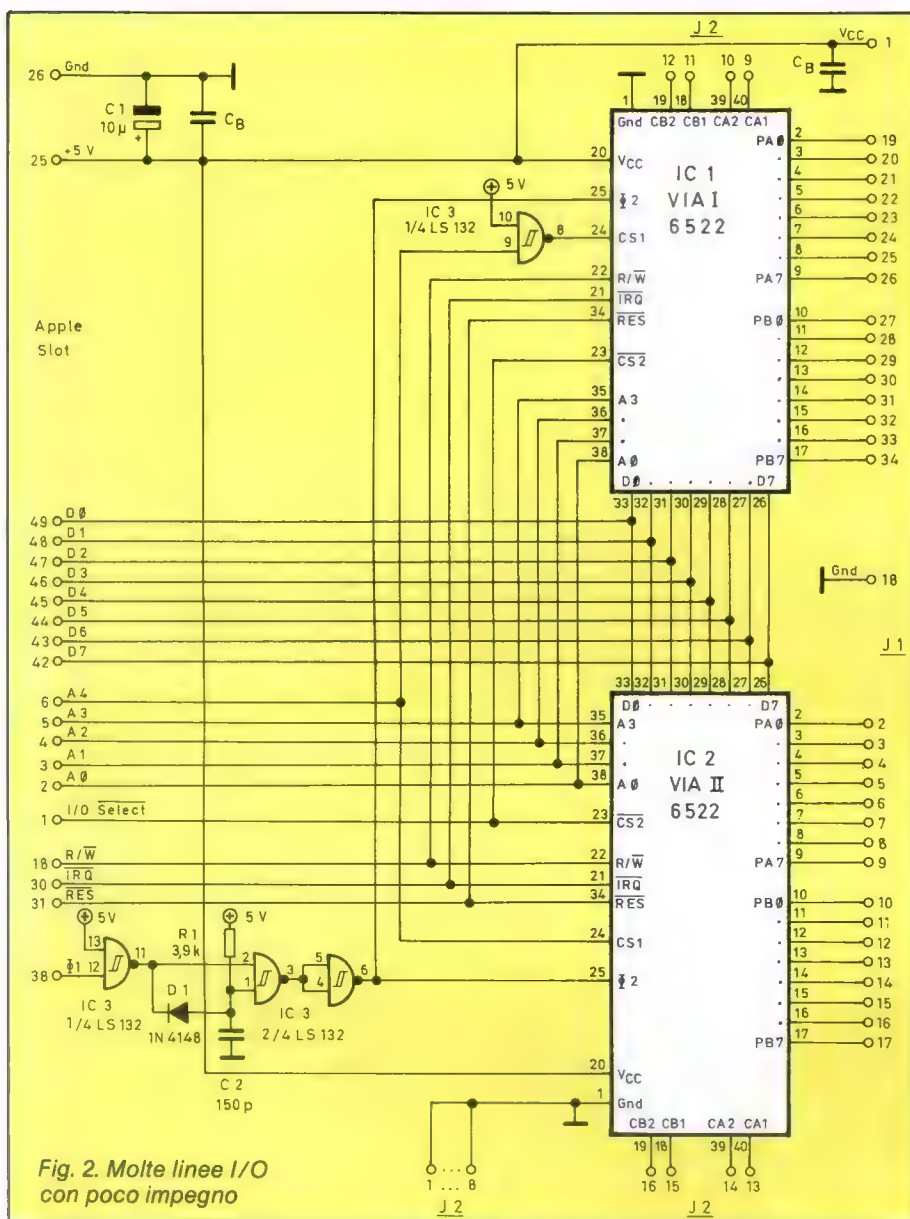 J 2
26 Gnd
C 1
10 µ
+
C B
25 +5 V
12 11 10 9
Vcc 1
C B
1 19 18 39 40
Gnd CB2 CB1 CA2 CA1
PA0 2 19
3 20
4 21
5 22
6 23
7 24
8 25
PA7 9 26
PB0 10 27
11 28
12 29
13 30
14 31
15 32
16 33
PB7 17 34
20 Vcc
IC 1
VIA I
6522
25 Φ2
5 V
IC 3
1/4 LS 132
10
9
8
24 CS1
22 R/W
21 IRQ
34 RES
23 CS2
35 A3
36
37
38 A0
D0 D7
33 32 31 30 29 28 27 26
Apple
Slot
49 D0
48 D1
47 D2
46 D3
45 D4
44 D5
43 D6
42 D7
Gnd 18
J 1
6 A4
5 A3
4 A2
3 A1
2 A0
1 I/O Select
18 R/W
30 IRQ
31 RES
33 32 31 30 29 28 27 26
D0 D7
35 A3
36
37
38 A0
IC 2
VIA II
6522
23 CS2
22 R/W
21 IRQ
34 RES
24 CS1
25 Φ2
20 Vcc
1 Gnd
PA0 2 2
3 3
4 4
5 5
6 6
7 7
8 8
PA7 9 9
PB0 10 10
11 11
12 12
13 13
14 14
15 15
16 16
PB7 17 17
CB2 CB1 CA2 CA1
19 18 39 40
16 15 14 13
J 2
5 V
13
38 Φ1 12
11
IC 3
1/4 LS 132
R1
3,9 k
D 1
1N 4148
5 V
2
1
3
5
4
6
IC 3
2/4 LS 132
C 2
150 p
1 ... 8
J 2
Fig. 2. Molte linee I/O
con poco impegno